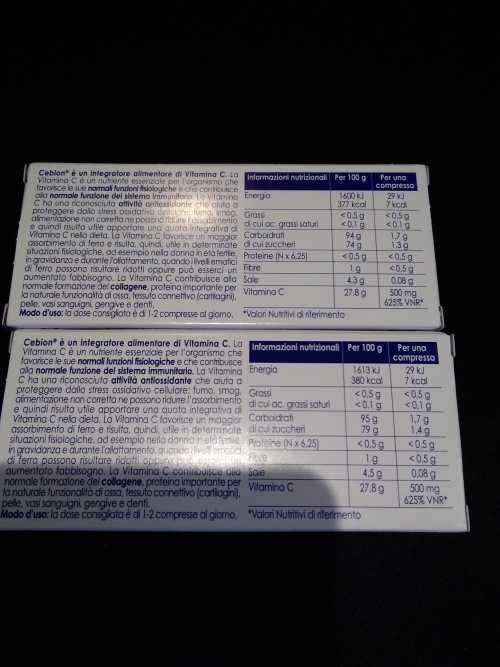 Cebion® è un integratore alimentare di Vitamina C. La
Vitamina C è un nutriente essenziale per l'organismo che
favorisce le sue normali funzioni fisiologiche e che contribuisce
alla normale funzione del sistema immunitario. La Vitamina
C ha una riconosciuta attività antiossidante che aiuta a
proteggere dallo stress ossidativo cellulare: fumo, smog,
alimentazione non corretta ne possono ridurre l'assorbimento
e quindi risulta utile apportare una quota integrativa di
Vitamina C nella dieta. La Vitamina C favorisce un maggior
assorbimento di ferro e risulta, quindi, utile in determinate
situazioni fisiologiche, ad esempio nella donna in età fertile,
in gravidanza e durante l'allattamento, quando i livelli ematici
di ferro possono risultare ridotti oppure può esserci un
aumentato fabbisogno. La Vitamina C contribuisce alla
normale formazione del collagene, proteina importante per
la naturale funzionalità di ossa, tessuto connettivo (cartilagini),
pelle, vasi sanguigni, gengive e denti.
Modo d'uso: la dose consigliata è di 1-2 compresse al giorno.
Informazioni nutrizionali Per 100 g Per una compressa
Energia 1600 kJ 29 kJ
377 kcal 7 kcal
Grassi <0,5 g <0,5 g
di cui ac. grassi saturi <0,1 g <0,1 g
Carboidrati 94 g 1,7 g
di cui zuccheri 74 g 1,3 g
Proteine (N x 6,25) <0,5 g <0,5 g
Fibre 1 g <0,5 g
Sale 4,3 g 0,08 g
Vitamina C 27,8 g 500 mg
625% VNR*
*Valori Nutritivi di riferimento
Cebion® è un integratore alimentare di Vitamina C. La
Vitamina C è un nutriente essenziale per l'organismo che
favorisce le sue normali funzioni fisiologiche e che contribuisce
alla normale funzione del sistema immunitario. La Vitamina
C ha una riconosciuta attività antiossidante che aiuta a
proteggere dallo stress ossidativo cellulare: fumo, smog,
alimentazione non corretta ne possono ridurre l'assorbimento
e quindi risulta utile apportare una quota integrativa di
Vitamina C nella dieta. La Vitamina C favorisce un maggior
assorbimento di ferro e risulta, quindi, utile in determinate
situazioni fisiologiche, ad esempio nella donna in età fertile,
in gravidanza e durante l'allattamento, quando i livelli ematici
di ferro possono risultare ridotti oppure può esserci un
aumentato fabbisogno. La Vitamina C contribuisce alla
normale formazione del collagene, proteina importante per
la naturale funzionalità di ossa, tessuto connettivo (cartilagini),
pelle, vasi sanguigni, gengive e denti.
Modo d'uso: la dose consigliata è di 1-2 compresse al giorno.
Informazioni nutrizionali Per 100 g Per una compressa
Energia 1613 kJ 29 kJ
380 kcal 7 kcal
Grassi <0,5 g <0,5 g
di cui ac. grassi saturi <0,1 g <0,1 g
Carboidrati 95 g 1,7 g
di cui zuccheri 79 g 1,4 g
Proteine (N x 6,25) <0,5 g <0,5 g
Fibre 1 g <0,5 g
Sale 4,5 g 0,08 g
Vitamina C 27,8 g 500 mg
625% VNR*
*Valori Nutritivi di riferimento